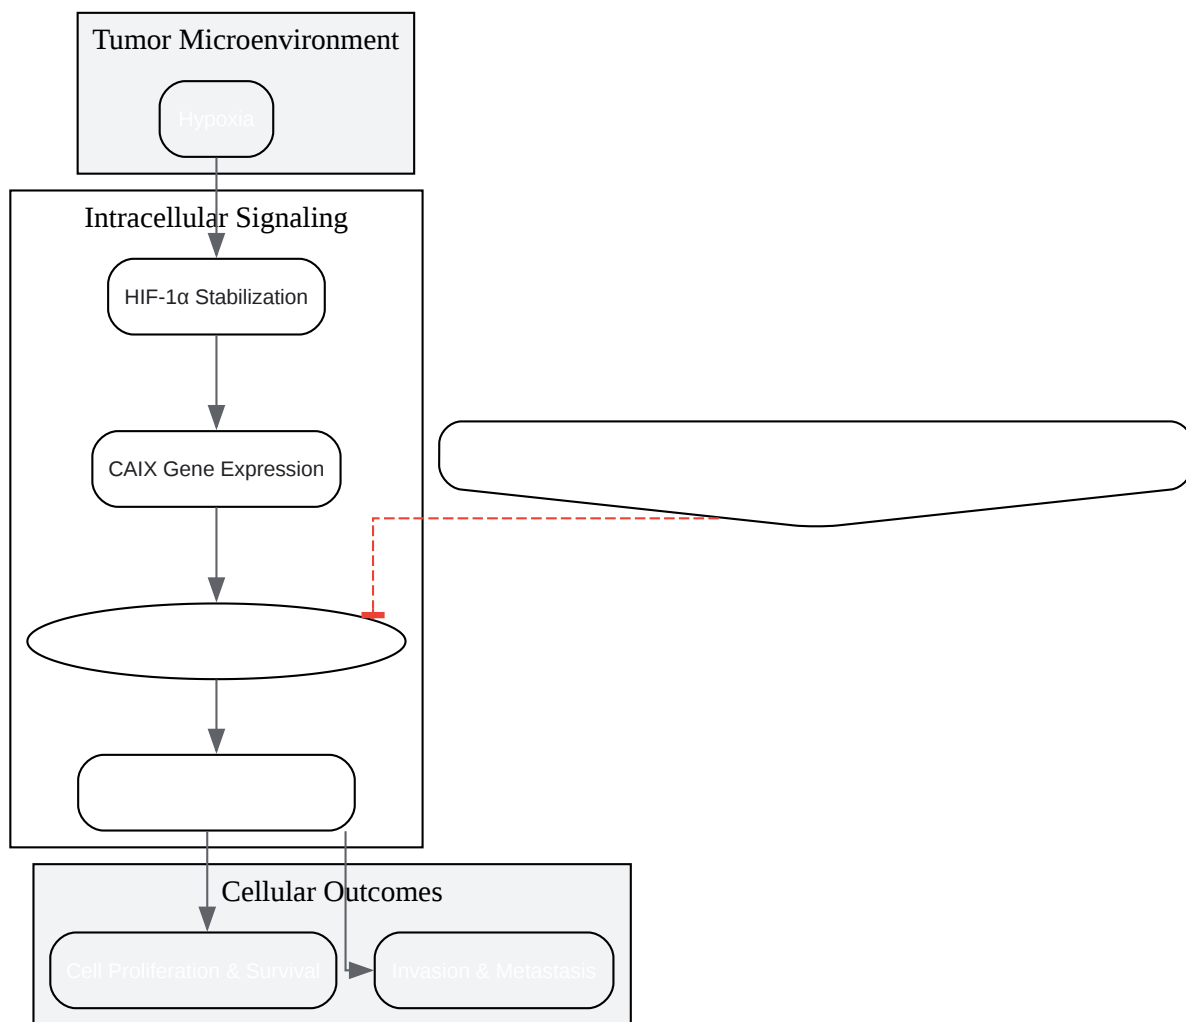 Tumor Microenvironment
Hypoxia
Intracellular Signaling
HIF-1α Stabilization
CAIX Gene Expression
Cellular Outcomes
Cell Proliferation & Survival
Invasion & Metastasis